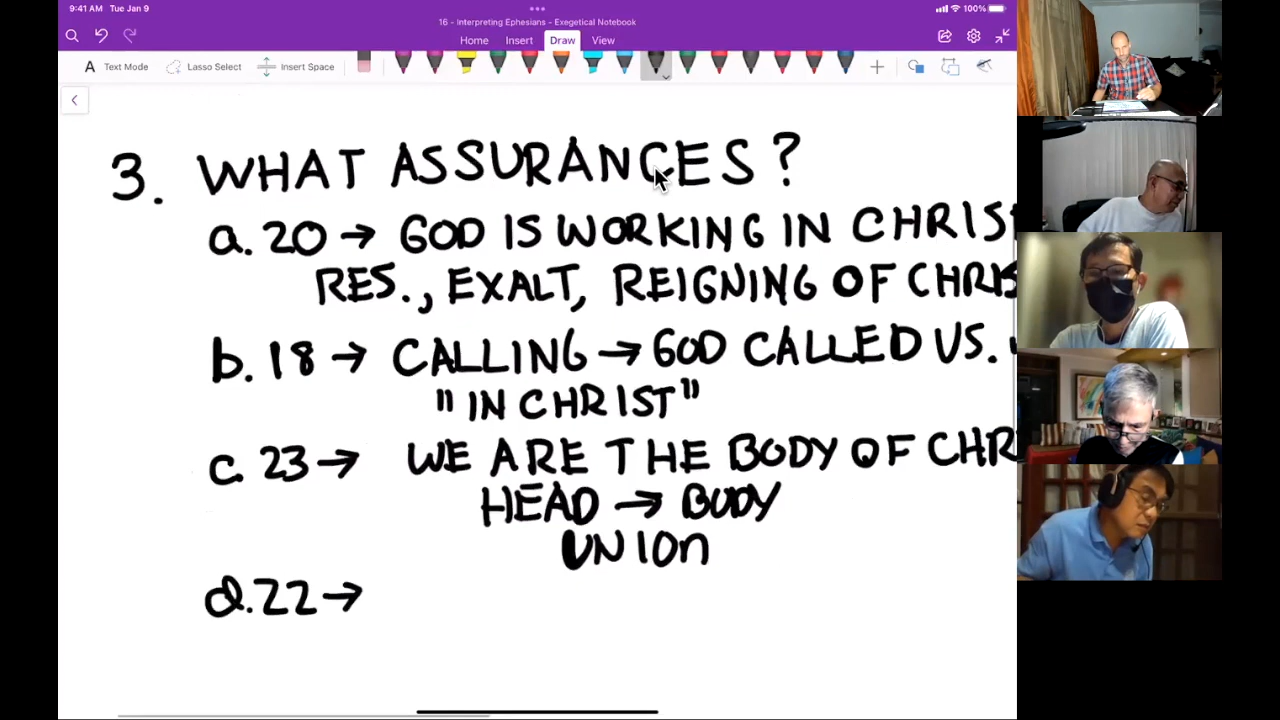 9:41 AM Tue Jan 9
100%
16 - Interpreting Ephesians - Exegetical Notebook
Home Insert Draw View
A Text Mode Lasso Select Insert Space
3. WHAT ASSURANCES?
a. 20 → GOD IS WORKING IN CHRIST
RES., EXALT, REIGNING OF CHRIS
b. 18 → CALLING → GOD CALLED US.
"IN CHRIST"
c. 23 → WE ARE THE BODY OF CHR
HEAD → BODY
UNION
d. 22 →